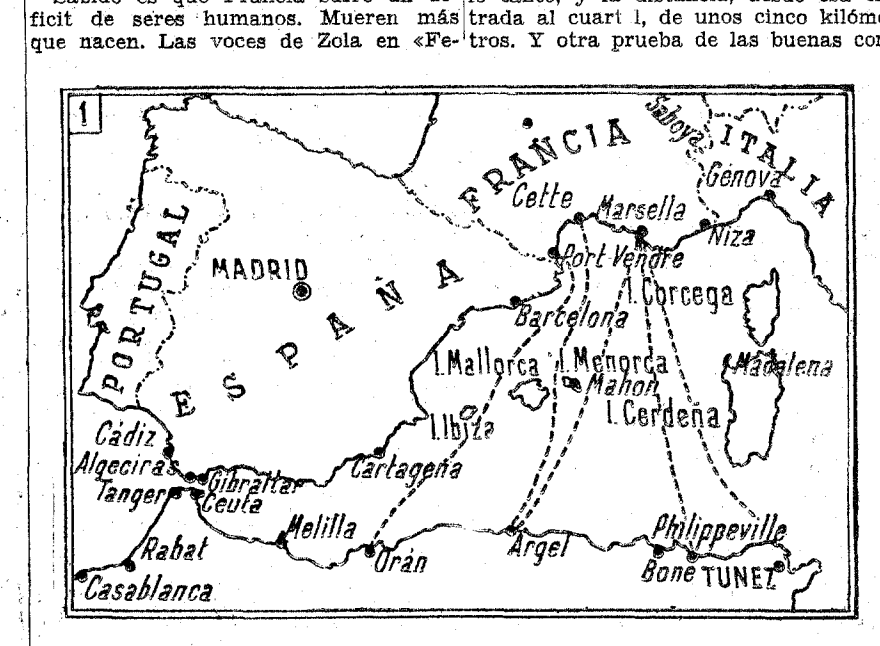 ficit de seres humanos. Mueren más
que nacen. Las voces de Zola en «Fe-
trada al cuart l, de unos cinco kilóme
tros. Y otra prueba de las buenas con
1
FRANCIA
Saboya
ITALIA
Génova
Cette
Marsella
Niza
Port Vendre
PORTUGAL
MADRID
ESPAÑA
I. Corcega
Barcelona
I. Mallorca
I. Menorca
Mahon
I. Madalena
I. Ibiza
I. Cerdeña
Cádiz
Algeciras
Gibraltar
Cartagena
Tanger
Ceuta
Melilla
Orán
Argel
Philippeville
Rabat
Bone
TUNEZ
Casablanca